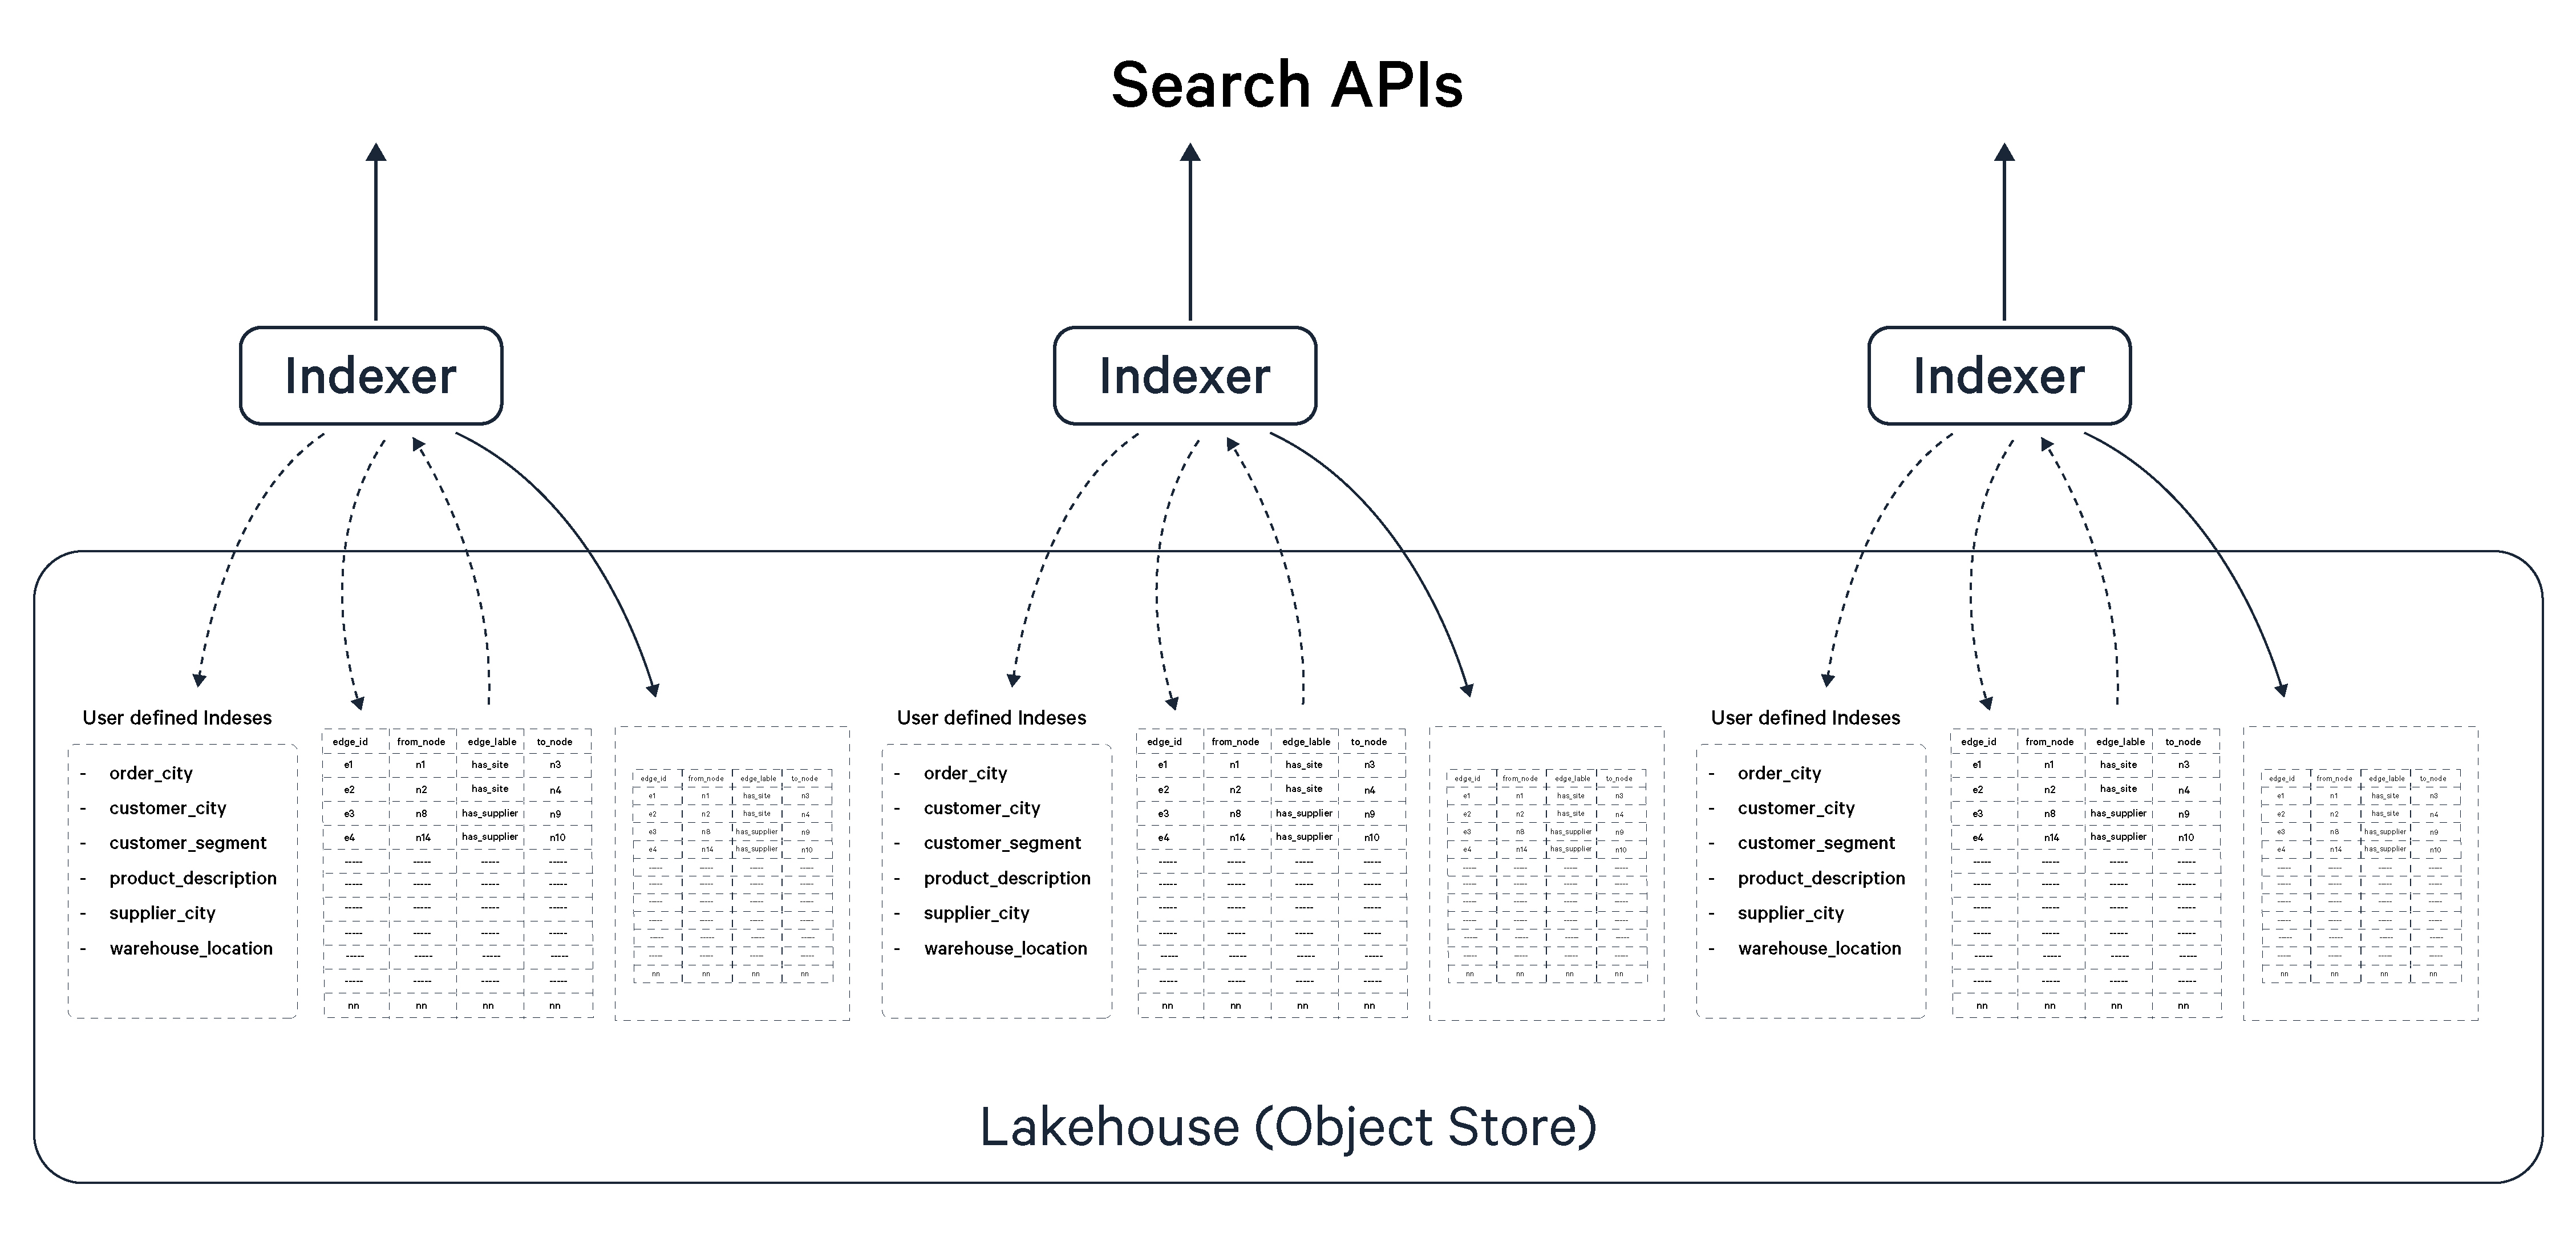 Search APIs
Indexer
Indexer
Indexer
User defined Indeses
- order_city
- customer_city
- customer_segment
- product_description
- supplier_city
- warehouse_location
edge_id from_node edge_lable to_node
e1 n1 has_site n3
e2 n2 has_site n4
e3 n8 has_supplier n9
e4 n14 has_supplier n10
----- ----- ----- -----
----- ----- ----- -----
----- ----- ----- -----
----- ----- ----- -----
----- ----- ----- -----
----- ----- ----- -----
nn nn nn nn
edge_id from_node edge_lable to_node
e1 n1 has_site n3
e2 n2 has_site n4
e3 n8 has_supplier n9
e4 n14 has_supplier n10
----- ----- ----- -----
----- ----- ----- -----
----- ----- ----- -----
----- ----- ----- -----
----- ----- ----- -----
----- ----- ----- -----
nn nn nn nn
User defined Indeses
- order_city
- customer_city
- customer_segment
- product_description
- supplier_city
- warehouse_location
edge_id from_node edge_lable to_node
e1 n1 has_site n3
e2 n2 has_site n4
e3 n8 has_supplier n9
e4 n14 has_supplier n10
----- ----- ----- -----
----- ----- ----- -----
----- ----- ----- -----
----- ----- ----- -----
----- ----- ----- -----
----- ----- ----- -----
nn nn nn nn
edge_id from_node edge_lable to_node
e1 n1 has_site n3
e2 n2 has_site n4
e3 n8 has_supplier n9
e4 n14 has_supplier n10
----- ----- ----- -----
----- ----- ----- -----
----- ----- ----- -----
----- ----- ----- -----
----- ----- ----- -----
----- ----- ----- -----
nn nn nn nn
User defined Indeses
- order_city
- customer_city
- customer_segment
- product_description
- supplier_city
- warehouse_location
edge_id from_node edge_lable to_node
e1 n1 has_site n3
e2 n2 has_site n4
e3 n8 has_supplier n9
e4 n14 has_supplier n10
----- ----- ----- -----
----- ----- ----- -----
----- ----- ----- -----
----- ----- ----- -----
----- ----- ----- -----
----- ----- ----- -----
nn nn nn nn
edge_id from_node edge_lable to_node
e1 n1 has_site n3
e2 n2 has_site n4
e3 n8 has_supplier n9
e4 n14 has_supplier n10
----- ----- ----- -----
----- ----- ----- -----
----- ----- ----- -----
----- ----- ----- -----
----- ----- ----- -----
----- ----- ----- -----
nn nn nn nn
Lakehouse (Object Store)